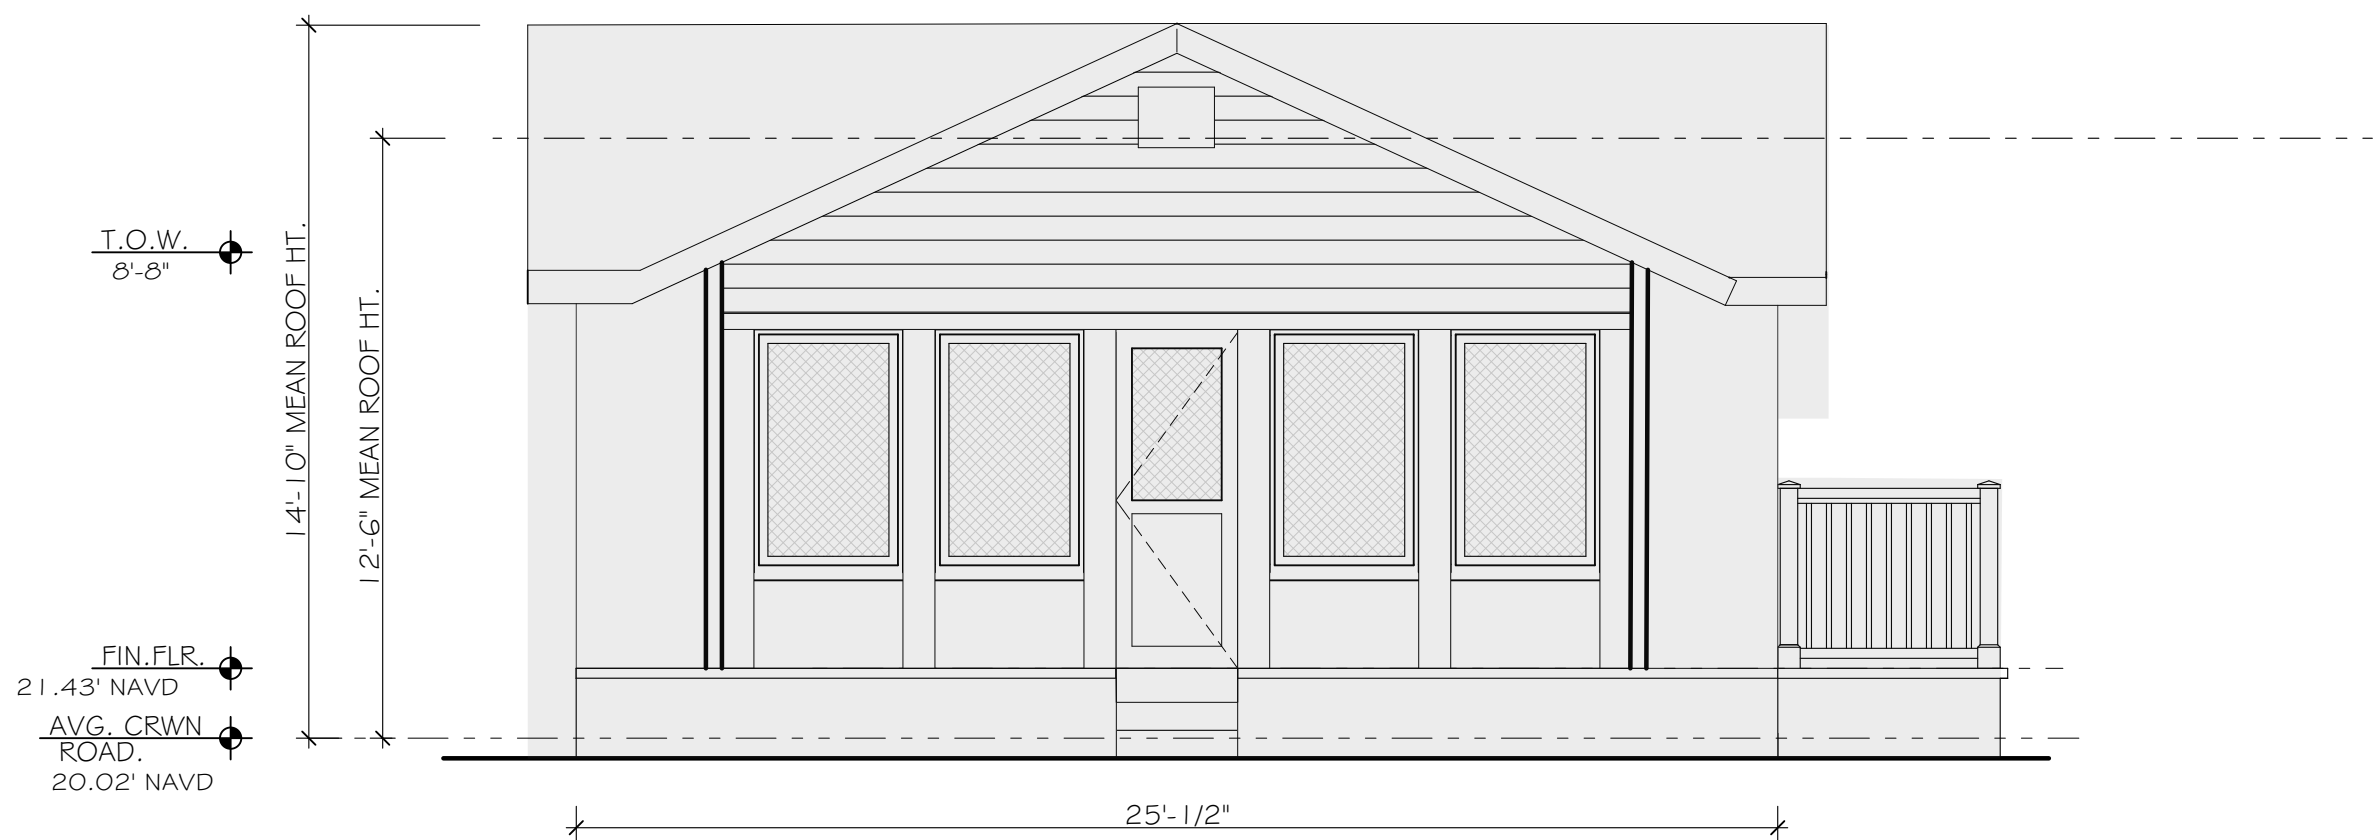 T.O.W.
8'-8"
14'-10" MEAN ROOF HT.
12'-6" MEAN ROOF HT.
FIN.FLR.
21.43' NAVD
AVG. CRWN
ROAD.
20.02' NAVD
25'-1/2"